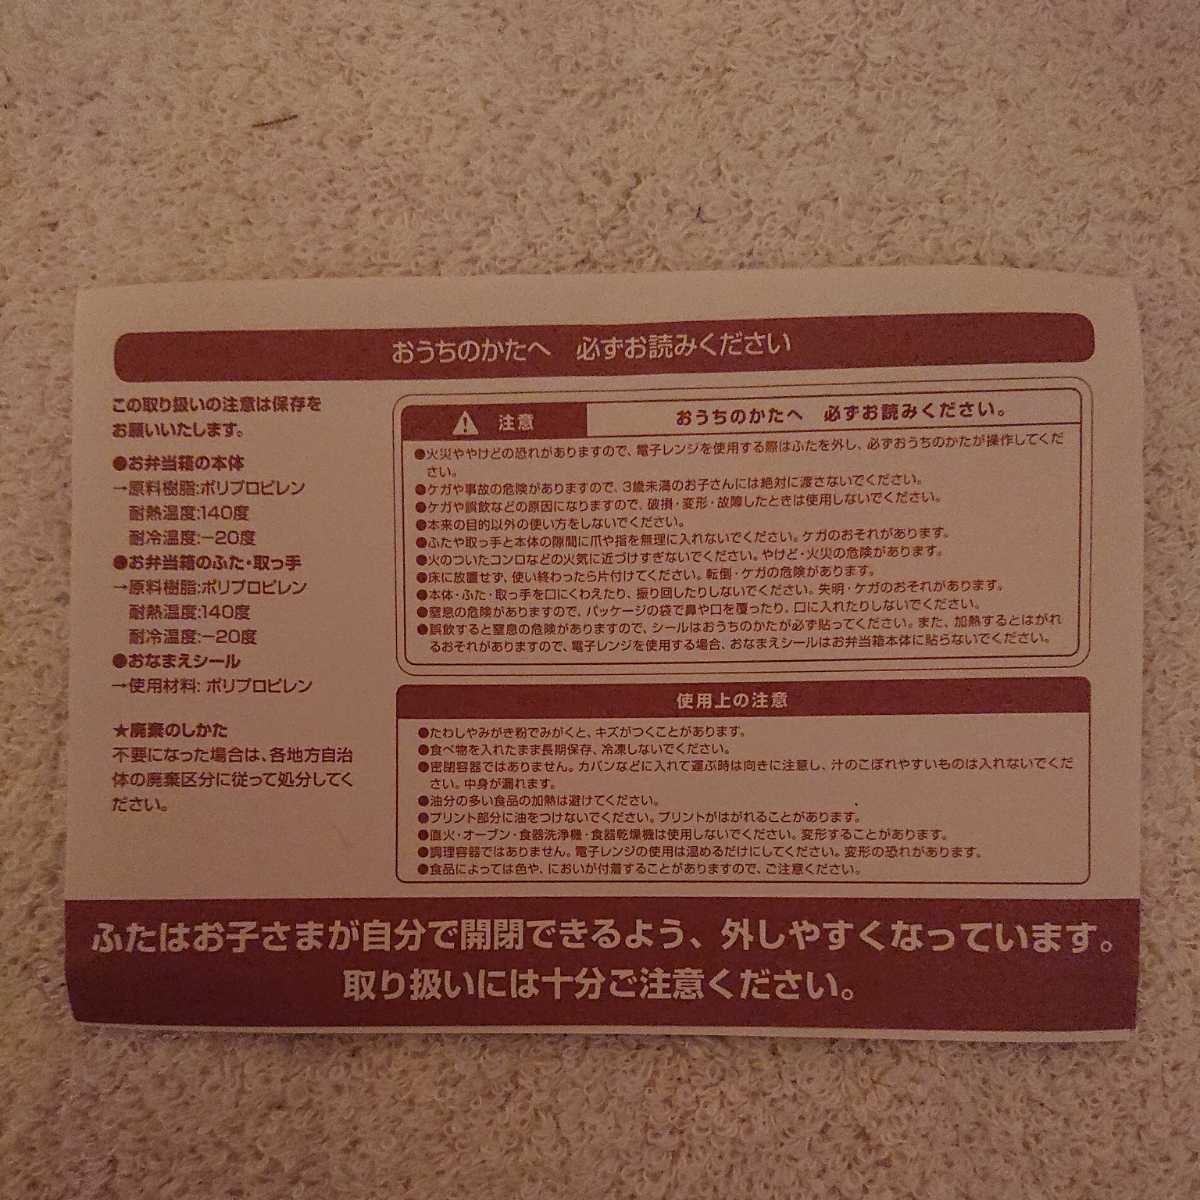 おうちのかたへ 必ずお読みください
この取り扱いの注意は保存を
お願いいたします。
●お弁当箱の本体
→原料樹脂:ポリプロピレン
耐熱温度:140度
耐冷温度:−20度
●お弁当箱のふた・取っ手
→原料樹脂:ポリプロピレン
耐熱温度:140度
耐冷温度:−20度
●おなまえシール
→使用材料: ポリプロピレン
★廃棄のしかた
不要になった場合は、各地方自治
体の廃棄区分に従って処分してく
ださい。
注意 おうちのかたへ 必ずお読みください。
●火災ややけどの恐れがありますので、電子レンジを使用する際はふたを外し、必ずおうちのかたが操作してくだ
さい。
●ケガや事故の危険がありますので、3歳未満のお子さんには絶対に渡さないでください。
●ケガや誤飲などの原因になりますので、破損・変形・故障したときは使用しないでください。
●本来の目的以外の使い方をしないでください。
●ふたや取っ手と本体の隙間に爪や指を無理に入れないでください。ケガのおそれがあります。
●火のついたコンロなどの火気に近づけすぎないでください。やけど・火災の危険があります。
●床に放置せず、使い終わったら片付けてください。転倒・ケガの危険があります。
●本体・ふた・取っ手を口にくわえたり、振り回したりしないでください。失明・ケガのおそれがあります。
●窒息の危険がありますので、パッケージの袋で鼻や口を覆ったり、口に入れたりしないでください。
●誤飲すると窒息の危険がありますので、シールはおうちのかたが必ず貼ってください。また、加熱するとはがれ
るおそれがありますので、電子レンジを使用する場合、おなまえシールはお弁当箱本体に貼らないでください。
使用上の注意
●たわしやみがき粉でみがくと、キズがつくことがあります。
●食べ物を入れたまま長期保存、冷凍しないでください。
●密閉容器ではありません。カバンなどに入れて運ぶ時は向きに注意し、汁のこぼれやすいものは入れないでくだ
さい。中身が漏れます。
●油分の多い食品の加熱は避けてください。
●プリント部分に油をつけないでください。プリントがはがれることがあります。
●直火・オーブン・食器洗浄機・食器乾燥機は使用しないでください。変形することがあります。
●調理容器ではありません。電子レンジの使用は温めるだけにしてください。変形の恐れがあります。
●食品によっては色や、においが付着することがありますので、ご注意ください。
ふたはお子さまが自分で開閉できるよう、外しやすくなっています。
取り扱いには十分ご注意ください。